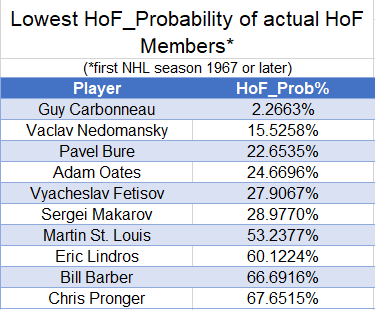 Lowest HoF_Probability of actual HoF
Members*
(*first NHL season 1967 or later)
Player HoF_Prob%
Guy Carbonneau 2.2663%
Vaclav Nedomansky 15.5258%
Pavel Bure 22.6535%
Adam Oates 24.6696%
Vyacheslav Fetisov 27.9067%
Sergei Makarov 28.9770%
Martin St. Louis 53.2377%
Eric Lindros 60.1224%
Bill Barber 66.6916%
Chris Pronger 67.6515%